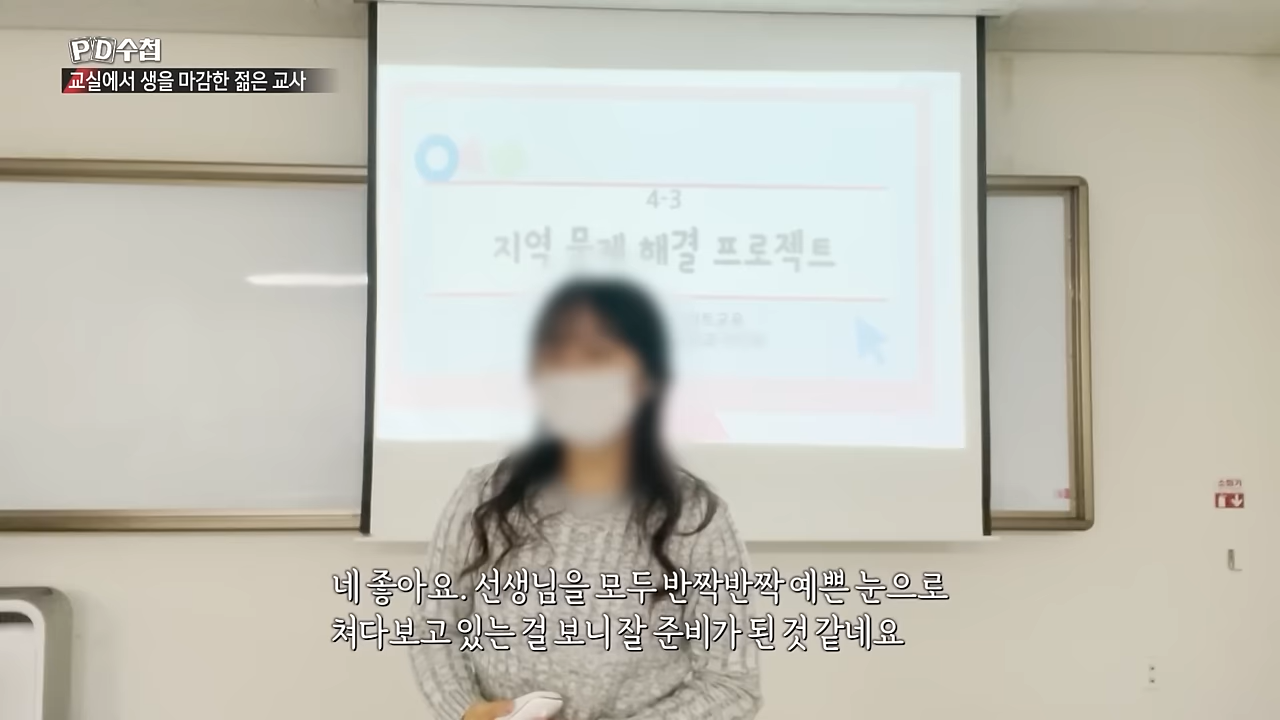 PD수첩
교실에서 생을 마감한 젊은 교사
4-3
지역 문제 해결 프로젝트
소화기
네 좋아요. 선생님을 모두 반짝반짝 예쁜 눈으로
쳐다보고 있는 걸 보니 잘 준비가 된 것 같네요